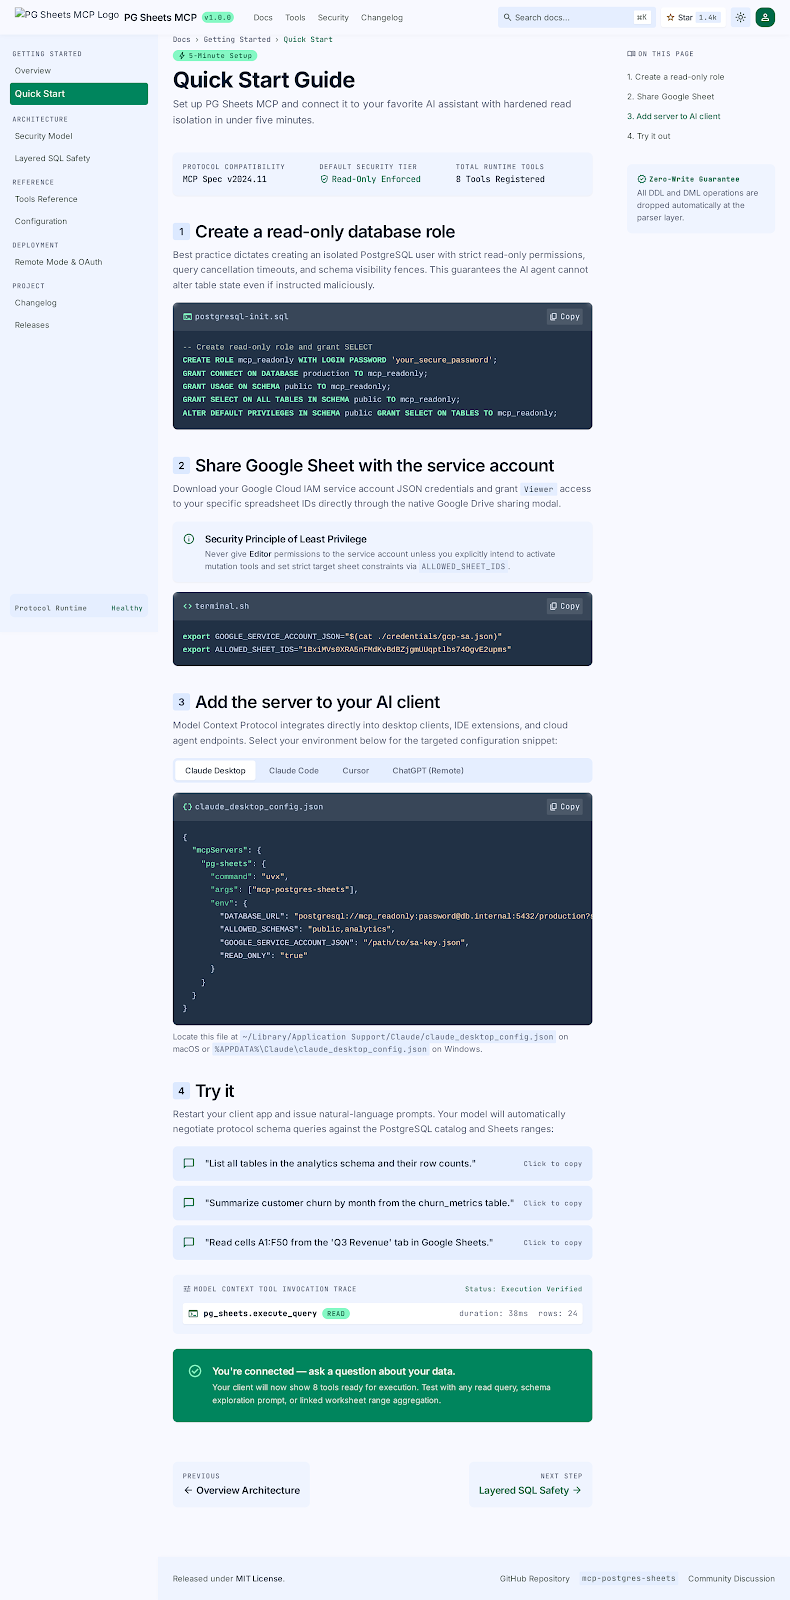 PG Sheets MCP Logo PG Sheets MCP v1.0.0 Docs Tools Security Changelog Search docs... ⌘K Star 1.4k
GETTING STARTED
Overview
Quick Start
ARCHITECTURE
Security Model
Layered SQL Safety
REFERENCE
Tools Reference
Configuration
DEPLOYMENT
Remote Mode & OAuth
PROJECT
Changelog
Releases
Protocol Runtime Healthy
Docs › Getting Started › Quick Start
5-Minute Setup
Quick Start Guide
Set up PG Sheets MCP and connect it to your favorite AI assistant with hardened read
isolation in under five minutes.
PROTOCOL COMPATIBILITY
MCP Spec v2024.11
DEFAULT SECURITY TIER
Read-Only Enforced
TOTAL RUNTIME TOOLS
8 Tools Registered
1 Create a read-only database role
Best practice dictates creating an isolated PostgreSQL user with strict read-only permissions,
query cancellation timeouts, and schema visibility fences. This guarantees the AI agent cannot
alter table state even if instructed maliciously.
postgresql-init.sql Copy
-- Create read-only role and grant SELECT
CREATE ROLE mcp_readonly WITH LOGIN PASSWORD 'your_secure_password';
GRANT CONNECT ON DATABASE production TO mcp_readonly;
GRANT USAGE ON SCHEMA public TO mcp_readonly;
GRANT SELECT ON ALL TABLES IN SCHEMA public TO mcp_readonly;
ALTER DEFAULT PRIVILEGES IN SCHEMA public GRANT SELECT ON TABLES TO mcp_readonly;
2 Share Google Sheet with the service account
Download your Google Cloud IAM service account JSON credentials and grant Viewer access
to your specific spreadsheet IDs directly through the native Google Drive sharing modal.
Security Principle of Least Privilege
Never give Editor permissions to the service account unless you explicitly intend to activate
mutation tools and set strict target sheet constraints via ALLOWED_SHEET_IDS.
terminal.sh Copy
export GOOGLE_SERVICE_ACCOUNT_JSON="$(cat ./credentials/gcp-sa.json)"
export ALLOWED_SHEET_IDS="1BxiMVs0XRA5nFMdKvBdBZjgmUUqptlbs74OgvE2upms"
3 Add the server to your AI client
Model Context Protocol integrates directly into desktop clients, IDE extensions, and cloud
agent endpoints. Select your environment below for the targeted configuration snippet:
Claude Desktop Claude Code Cursor ChatGPT (Remote)
claude_desktop_config.json Copy
{
"mcpServers": {
"pg-sheets": {
"command": "uvx",
"args": ["mcp-postgres-sheets"],
"env": {
"DATABASE_URL": "postgresql://mcp_readonly:password@db.internal:5432/production?s
"ALLOWED_SCHEMAS": "public,analytics",
"GOOGLE_SERVICE_ACCOUNT_JSON": "/path/to/sa-key.json",
"READ_ONLY": "true"
}
}
}
}
Locate this file at ~/Library/Application Support/Claude/claude_desktop_config.json on
macOS or %APPDATA%\Claude\claude_desktop_config.json on Windows.
4 Try it
Restart your client app and issue natural-language prompts. Your model will automatically
negotiate protocol schema queries against the PostgreSQL catalog and Sheets ranges:
"List all tables in the analytics schema and their row counts." Click to copy
"Summarize customer churn by month from the churn_metrics table." Click to copy
"Read cells A1:F50 from the 'Q3 Revenue' tab in Google Sheets." Click to copy
MODEL CONTEXT TOOL INVOCATION TRACE Status: Execution Verified
pg_sheets.execute_query READ duration: 38ms rows: 24
You're connected — ask a question about your data.
Your client will now show 8 tools ready for execution. Test with any read query, schema
exploration prompt, or linked worksheet range aggregation.
PREVIOUS
← Overview Architecture
NEXT STEP
Layered SQL Safety →
ON THIS PAGE
1. Create a read-only role
2. Share Google Sheet
3. Add server to AI client
4. Try it out
Zero-Write Guarantee
All DDL and DML operations are
dropped automatically at the
parser layer.
Released under MIT License. GitHub Repository mcp-postgres-sheets Community Discussion